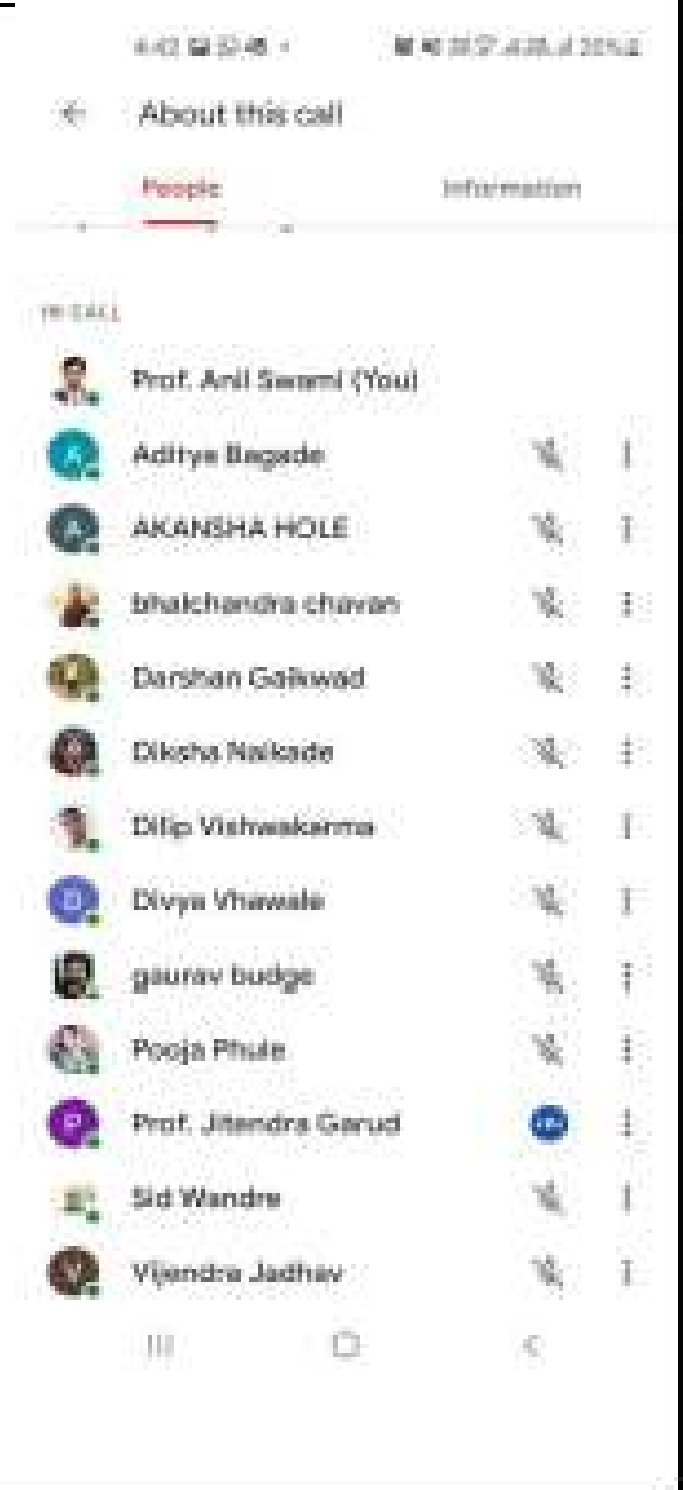 About this call
People Information
IN CALL
Prof. Anil Swami (You)
Aditya Bagade
AKANSHA HOLE
bhalchandra chavan
Darshan Gaikwad
Diksha Naikade
Dilip Vishwakarma
Divya Vhawale
gaurav budge
Pooja Phule
Prof. Jitendra Garud
Sid Wandre
Vijendra Jadhav